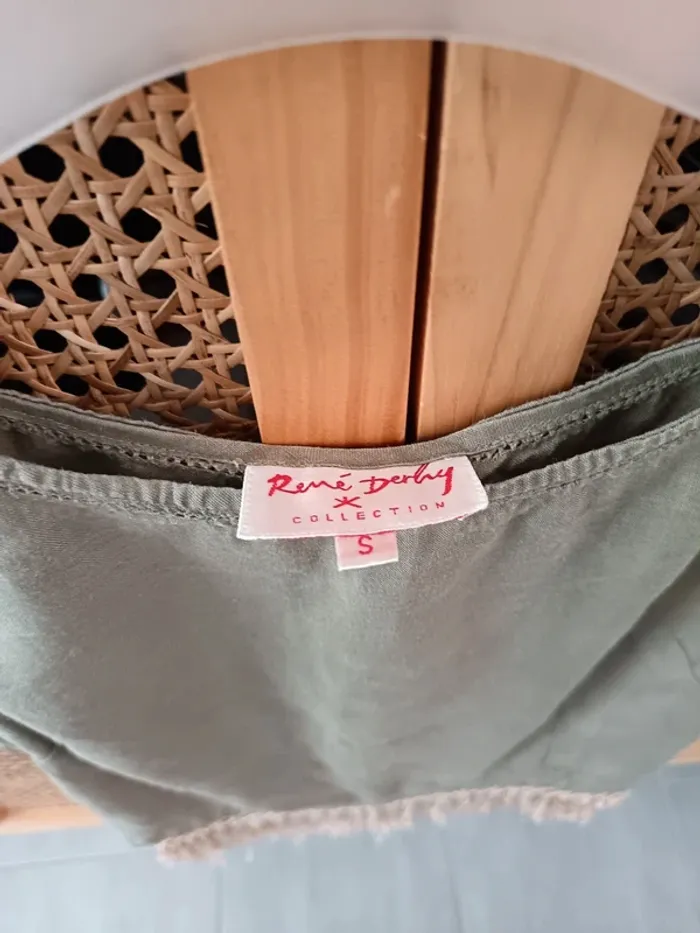 René Derhy
COLLECTION
S